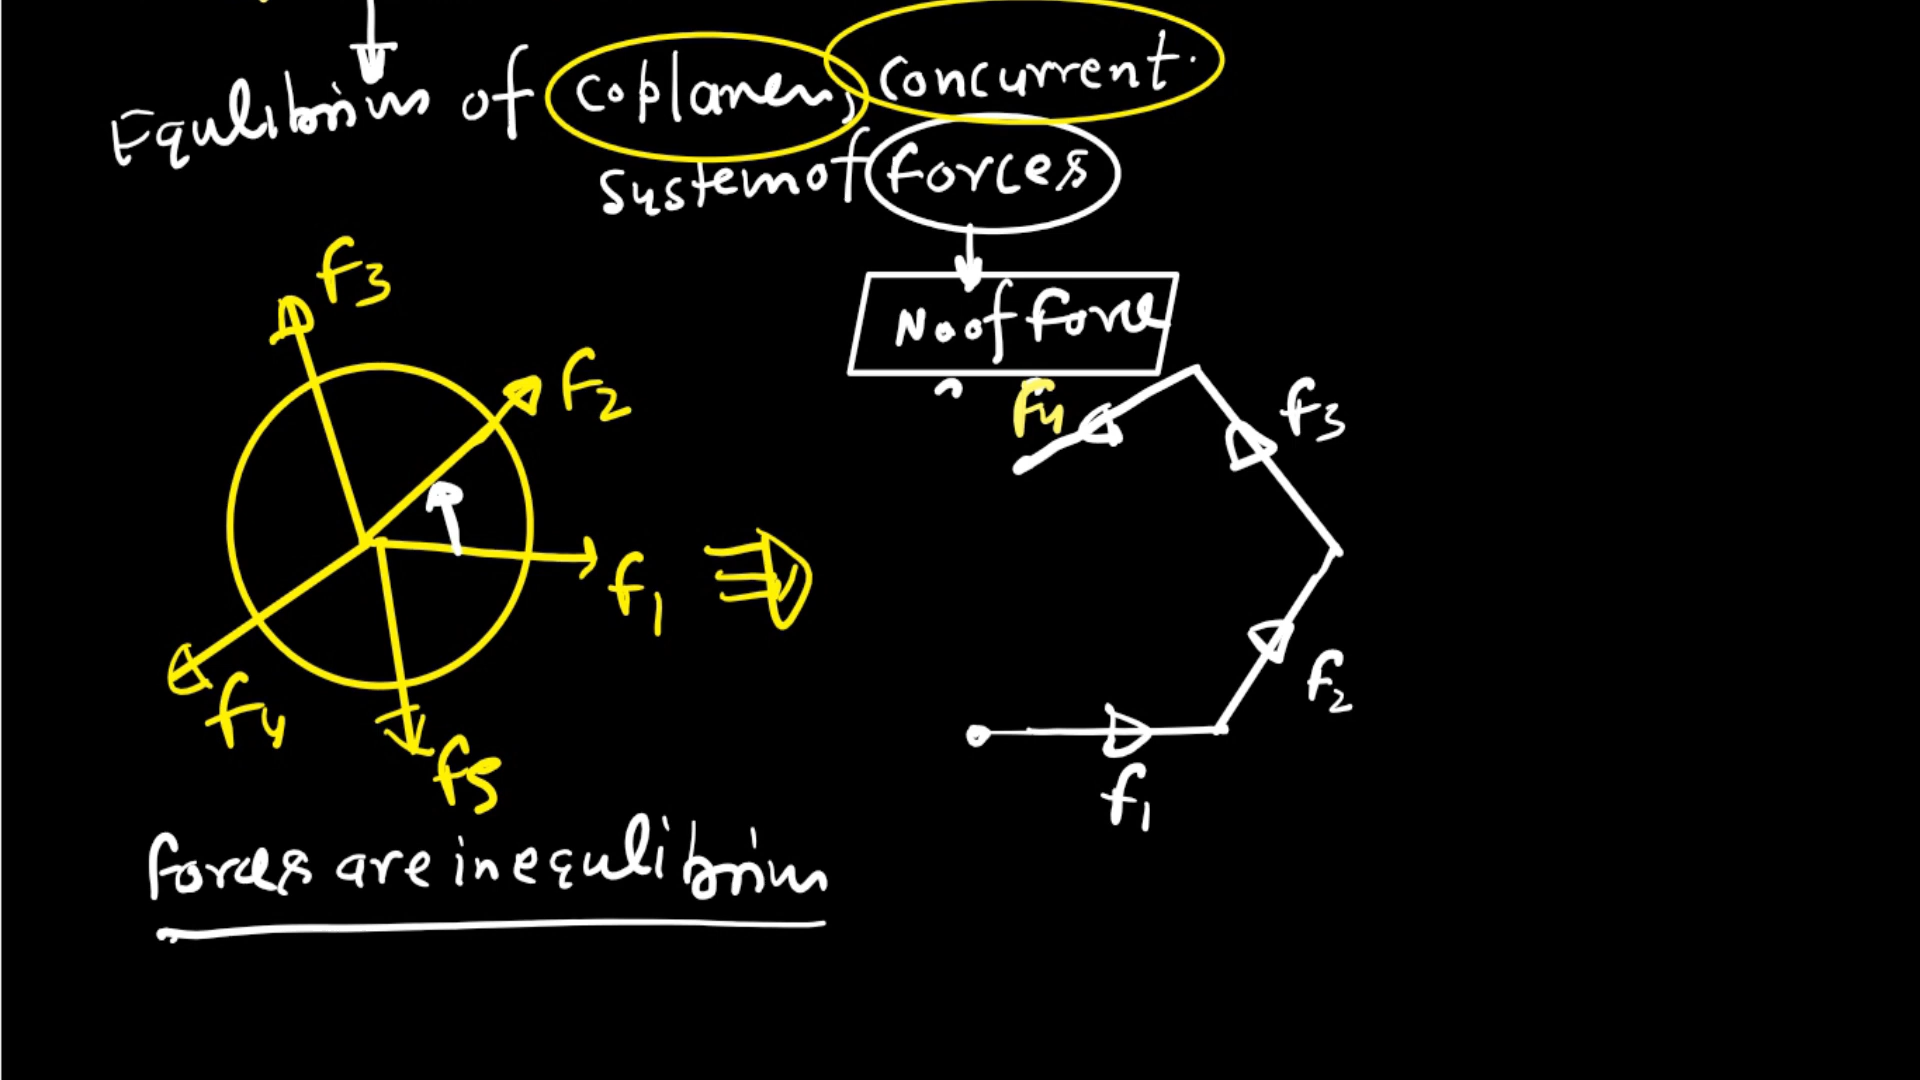 Equlibrium of coplaner, concurrent.
system of forces
No of force
f3
f2
f1
f4
f5
F4
f3
f2
f1
forces are in equlibrium